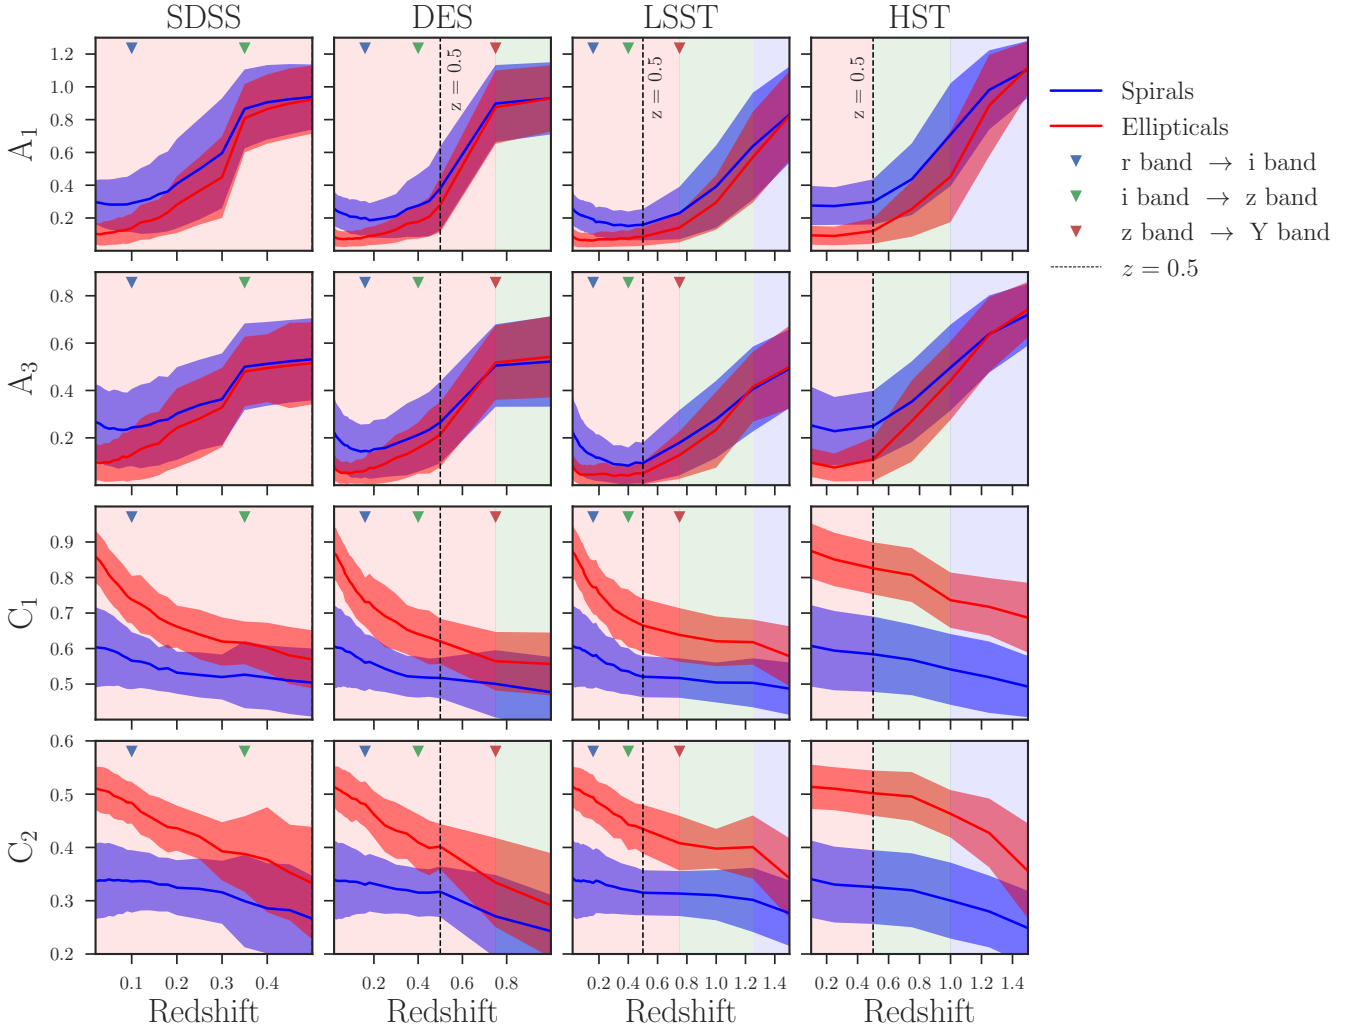 SDSS DES LSST HST
A1
1.2
1.0
0.8
0.6
0.4
0.2
z = 0.5
z = 0.5
z = 0.5
Spirals
Ellipticals
r band → i band
i band → z band
z band → Y band
z = 0.5
A3
0.8
0.6
0.4
0.2
C1
0.9
0.8
0.7
0.6
0.5
C2
0.6
0.5
0.4
0.3
0.2
0.1 0.2 0.3 0.4 0.2 0.4 0.6 0.8 0.2 0.4 0.6 0.8 1.0 1.2 1.4 0.2 0.4 0.6 0.8 1.0 1.2 1.4
Redshift Redshift Redshift Redshift